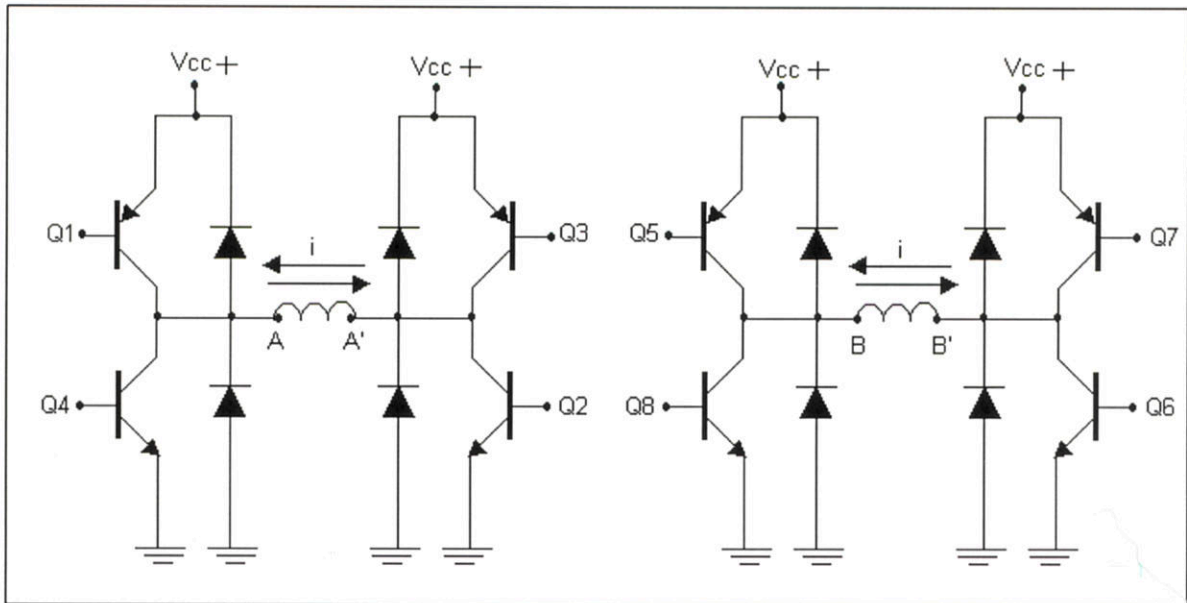 Vcc + Vcc + Vcc + Vcc +
Q1 i Q3 Q5 i Q7
A A' B B'
Q4 Q2 Q8 Q6